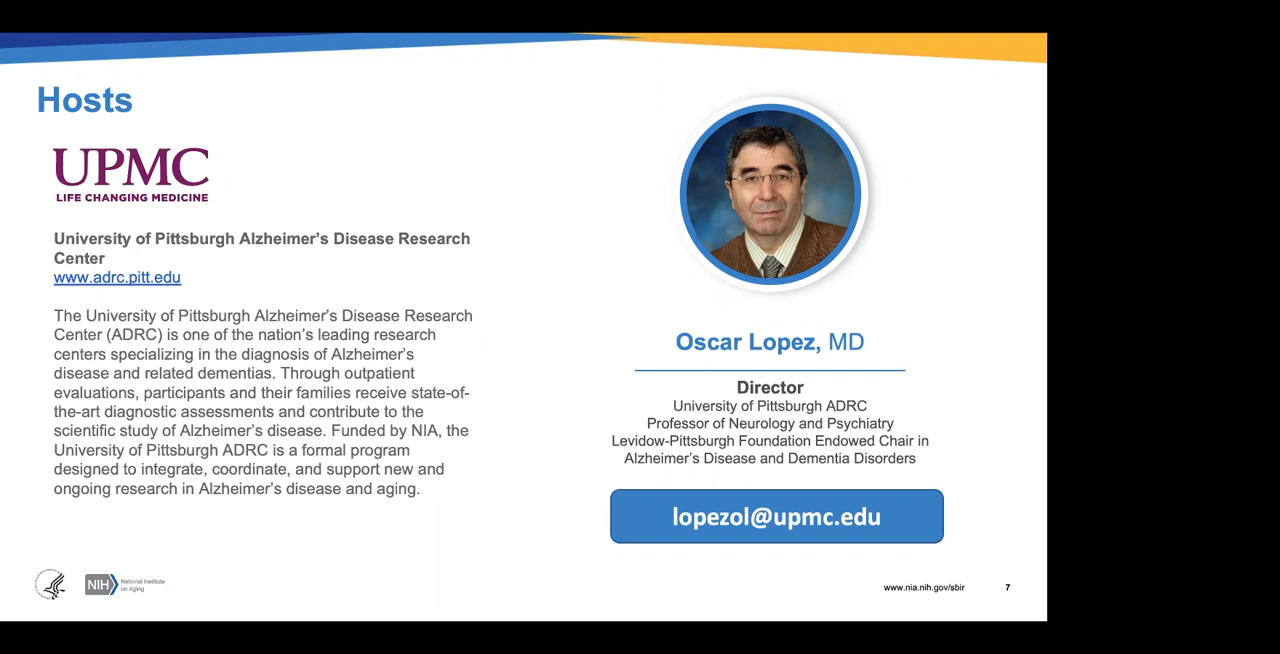 Hosts
UPMC
LIFE CHANGING MEDICINE
University of Pittsburgh Alzheimer's Disease Research
Center
www.adrc.pitt.edu
The University of Pittsburgh Alzheimer's Disease Research
Center (ADRC) is one of the nation's leading research
centers specializing in the diagnosis of Alzheimer's
disease and related dementias. Through outpatient
evaluations, participants and their families receive state-of-
the-art diagnostic assessments and contribute to the
scientific study of Alzheimer's disease. Funded by NIA, the
University of Pittsburgh ADRC is a formal program
designed to integrate, coordinate, and support new and
ongoing research in Alzheimer's disease and aging.
Oscar Lopez, MD
Director
University of Pittsburgh ADRC
Professor of Neurology and Psychiatry
Levidow-Pittsburgh Foundation Endowed Chair in
Alzheimer's Disease and Dementia Disorders
lopezol@upmc.edu
NIH
National Institute
on Aging
www.nia.nih.gov/sbir
7